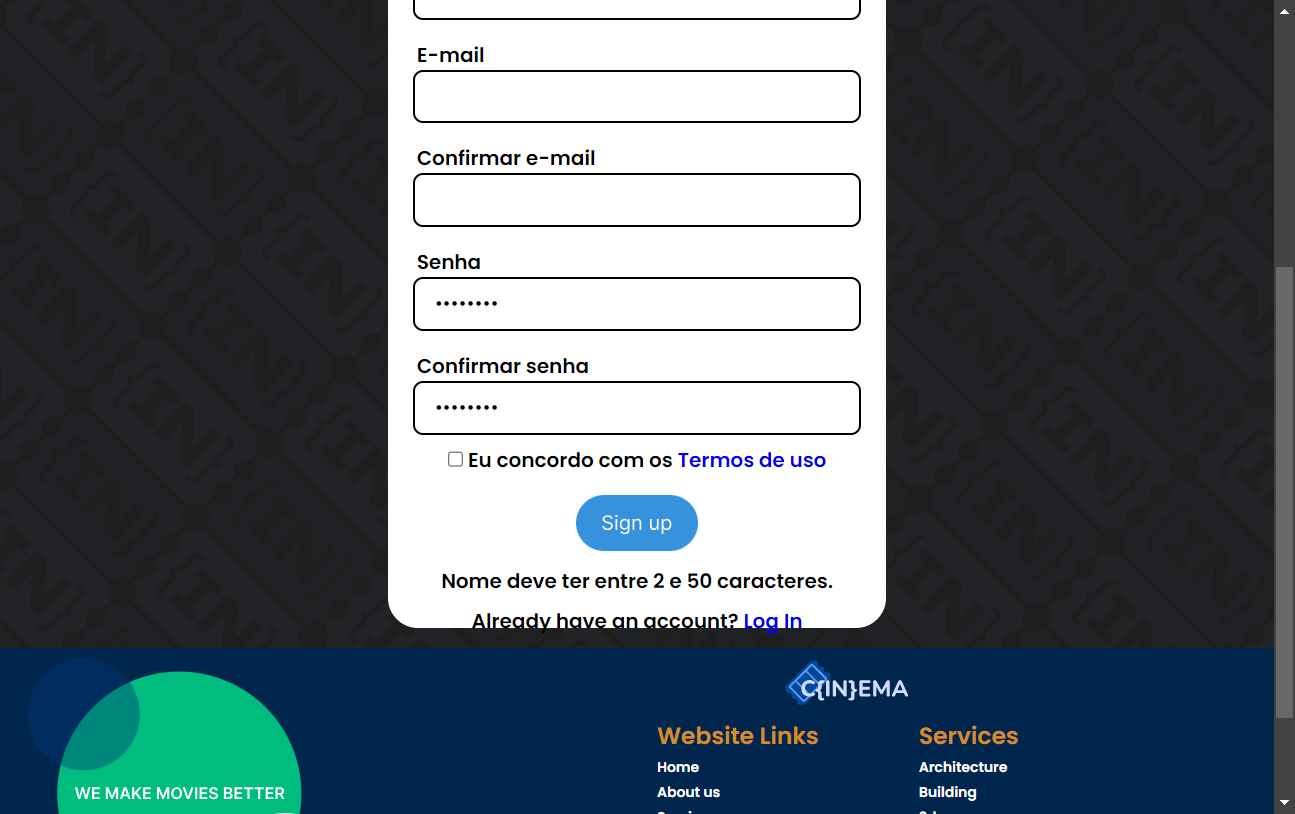 E-mail
Confirmar e-mail
Senha
Confirmar senha
Eu concordo com os Termos de uso
Sign up
Nome deve ter entre 2 e 50 caracteres.
Already have an account? Log In
C{IN}EMA
WE MAKE MOVIES BETTER
Website Links
Home
About us
Services
Architecture
Building